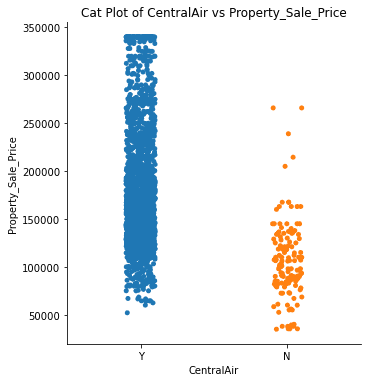 Cat Plot of CentralAir vs Property_Sale_Price
350000
300000
250000
200000
150000
100000
50000
Property_Sale_Price
Y N
CentralAir